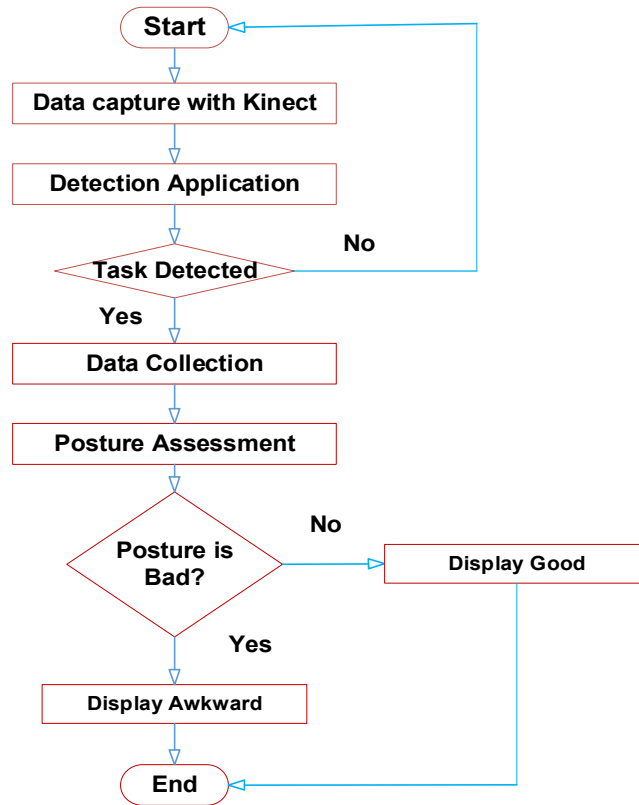 Start
Data capture with Kinect
Detection Application
Task Detected
No
Yes
Data Collection
Posture Assessment
Posture is
Bad?
No
Display Good
Yes
Display Awkward
End